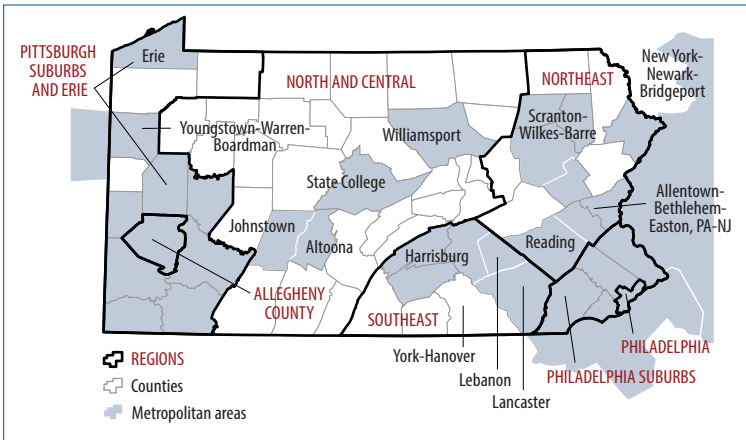 PITTSBURGH
SUBURBS
AND ERIE
Erie
NORTH AND CENTRAL
NORTHEAST
New York-
Newark-
Bridgeport
Youngstown-Warren-
Boardman
Williamsport
Scranton-
Wilkes-Barre
State College
Allentown-
Bethlehem-
Easton, PA-NJ
Johnstown
Altoona
Harrisburg
Reading
ALLEGHENY
COUNTY
SOUTHEAST
York-Hanover
Lebanon
Lancaster
PHILADELPHIA
PHILADELPHIA SUBURBS
REGIONS
Counties
Metropolitan areas